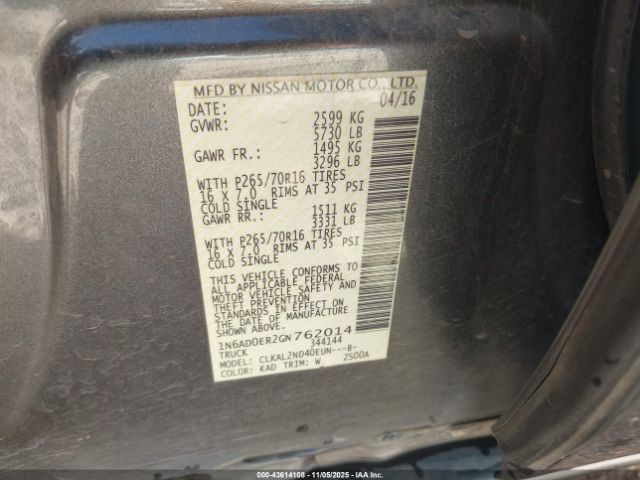 MFD BY NISSAN MOTOR CO., LTD.
DATE: 04/16
GVWR: 2599 KG
5730 LB
GAWR FR.: 1495 KG
3296 LB
WITH P265/70R16 TIRES
16 X 7.0 RIMS AT 35 PSI
COLD SINGLE
GAWR RR.: 1511 KG
3331 LB
WITH P265/70R16 TIRES
16 X 7.0 RIMS AT 35 PSI
COLD SINGLE
THIS VEHICLE CONFORMS TO
ALL APPLICABLE FEDERAL
MOTOR VEHICLE SAFETY AND
THEFT PREVENTION
STANDARDS IN EFFECT ON
THE DATE OF MANUFACTURE
SHOWN ABOVE.
1N6AD0ER2GN762014
TRUCK 344144
MODEL: CLKAL2ND40EUN---B-
COLOR: KAD TRIM: W ZS00A
© 43614108 - 11/05/2025 - IAA Inc.